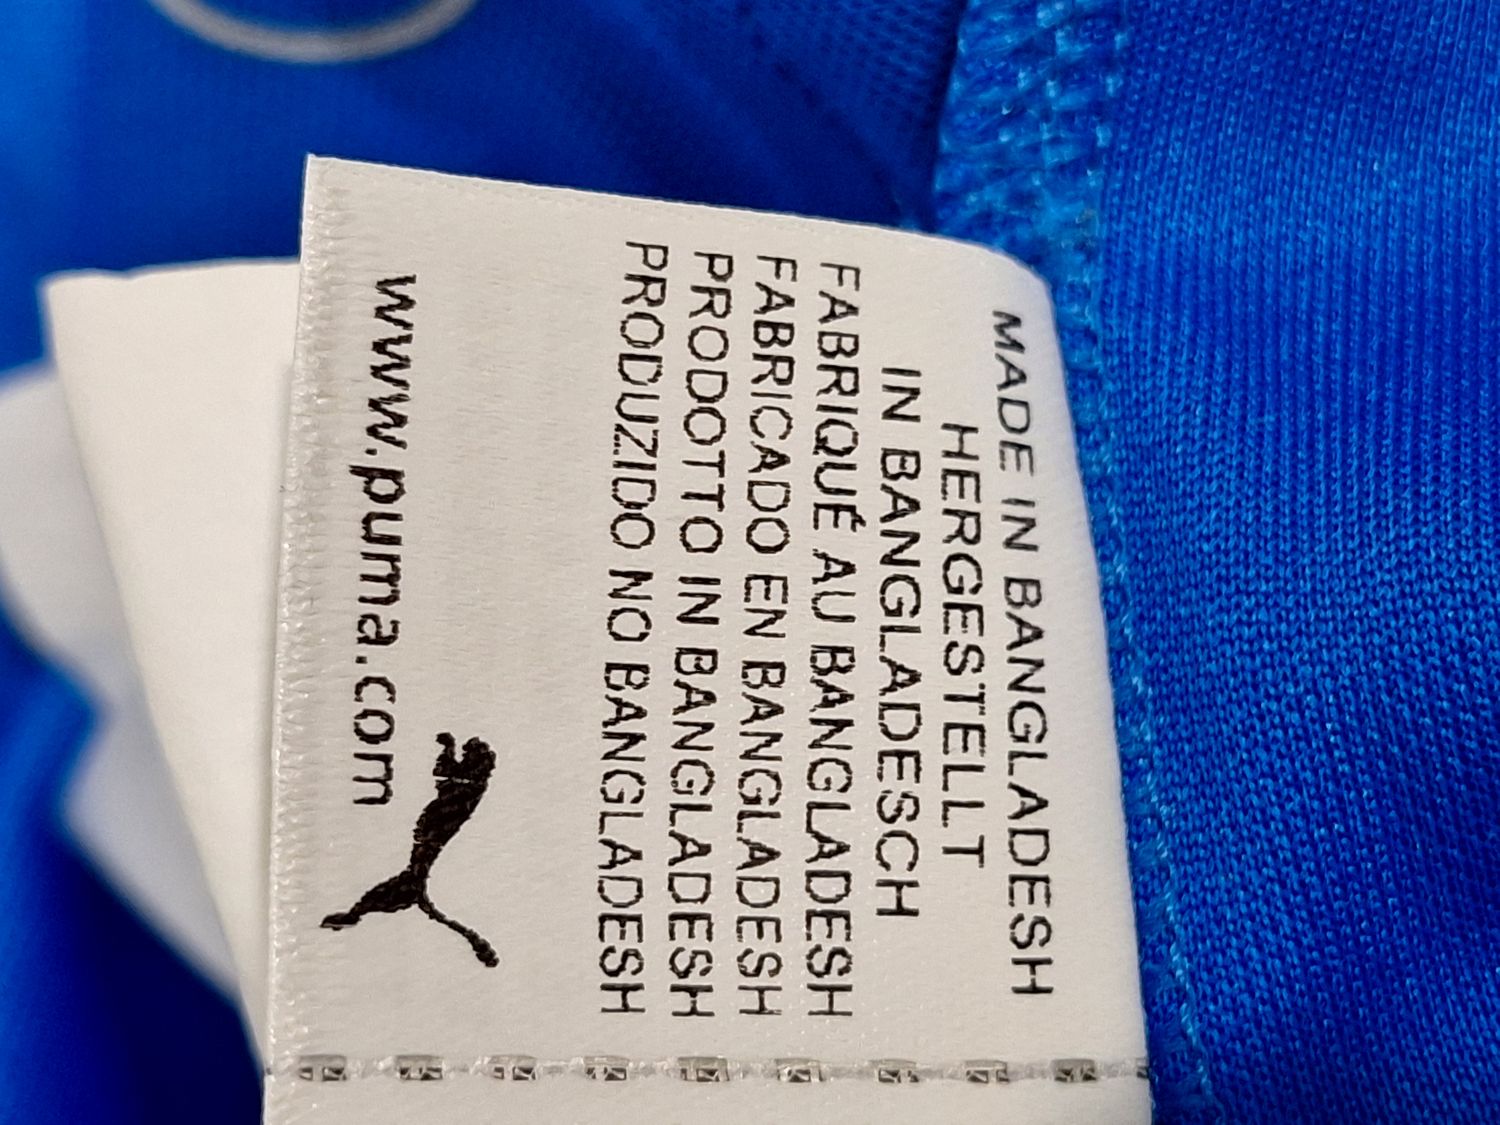 MADE IN BANGLADESH
HERGESTELLT
IN BANGLADESCH
FABRIQUÉ AU BANGLADESH
FABRICADO EN BANGLADESH
PRODOTTO IN BANGLADESH
PRODUZIDO NO BANGLADESH
www.puma.com